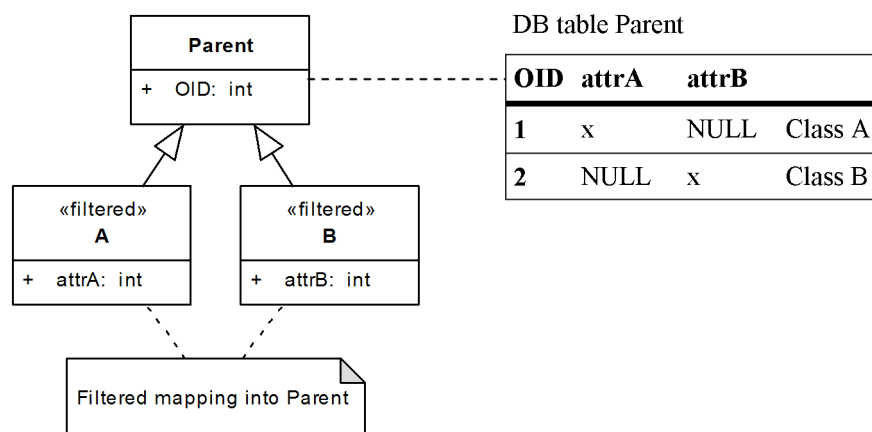 DB table Parent
Parent
+ OID: int
OID attrA attrB
1 x NULL Class A
2 NULL x Class B
«filtered»
A
+ attrA: int
«filtered»
B
+ attrB: int
Filtered mapping into Parent